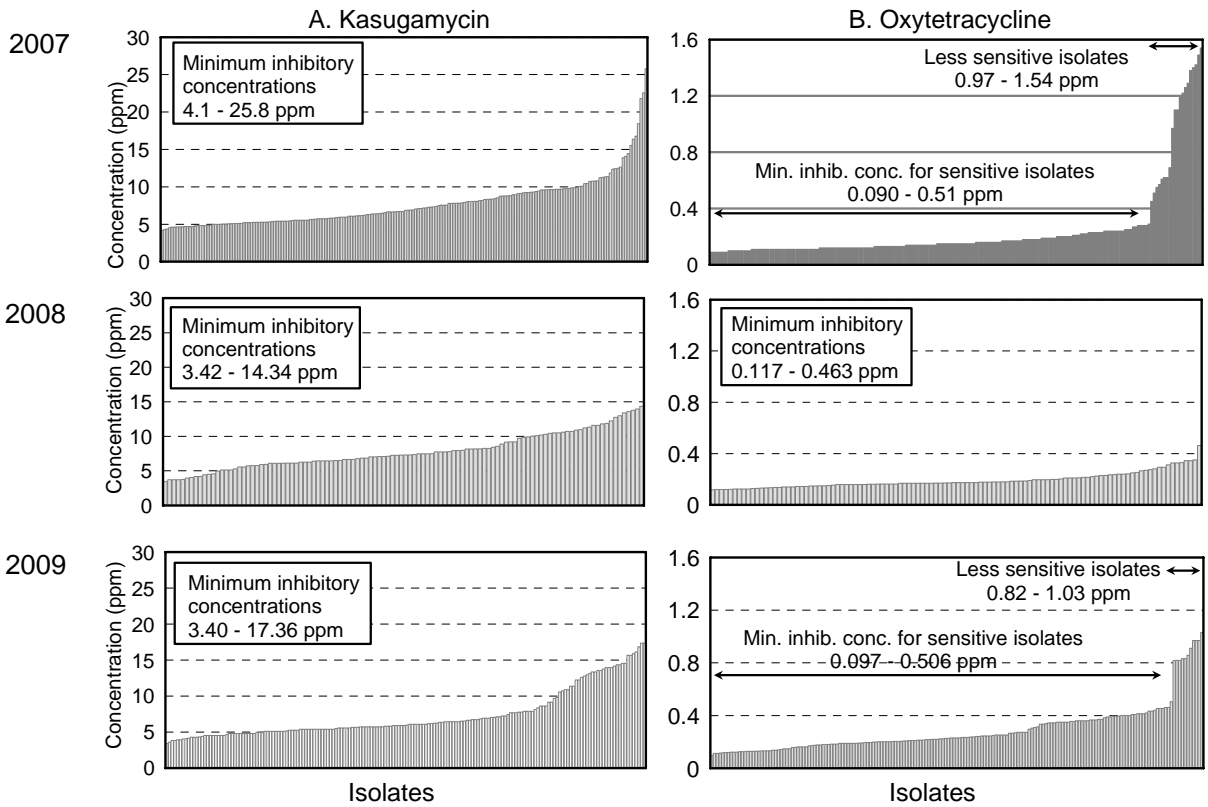 A. Kasugamycin
B. Oxytetracycline
2007
Concentration (ppm)
30
25
20
15
10
5
0
Minimum inhibitory
concentrations
4.1 - 25.8 ppm
1.6
1.2
0.8
0.4
0
Less sensitive isolates
0.97 - 1.54 ppm
Min. inhib. conc. for sensitive isolates
0.090 - 0.51 ppm
2008
Concentration (ppm)
30
25
20
15
10
5
0
Minimum inhibitory
concentrations
3.42 - 14.34 ppm
1.6
1.2
0.8
0.4
0
Minimum inhibitory
concentrations
0.117 - 0.463 ppm
2009
Concentration (ppm)
30
25
20
15
10
5
0
Minimum inhibitory
concentrations
3.40 - 17.36 ppm
Isolates
1.6
1.2
0.8
0.4
0
Less sensitive isolates
0.82 - 1.03 ppm
Min. inhib. conc. for sensitive isolates
0.097 - 0.506 ppm
Isolates